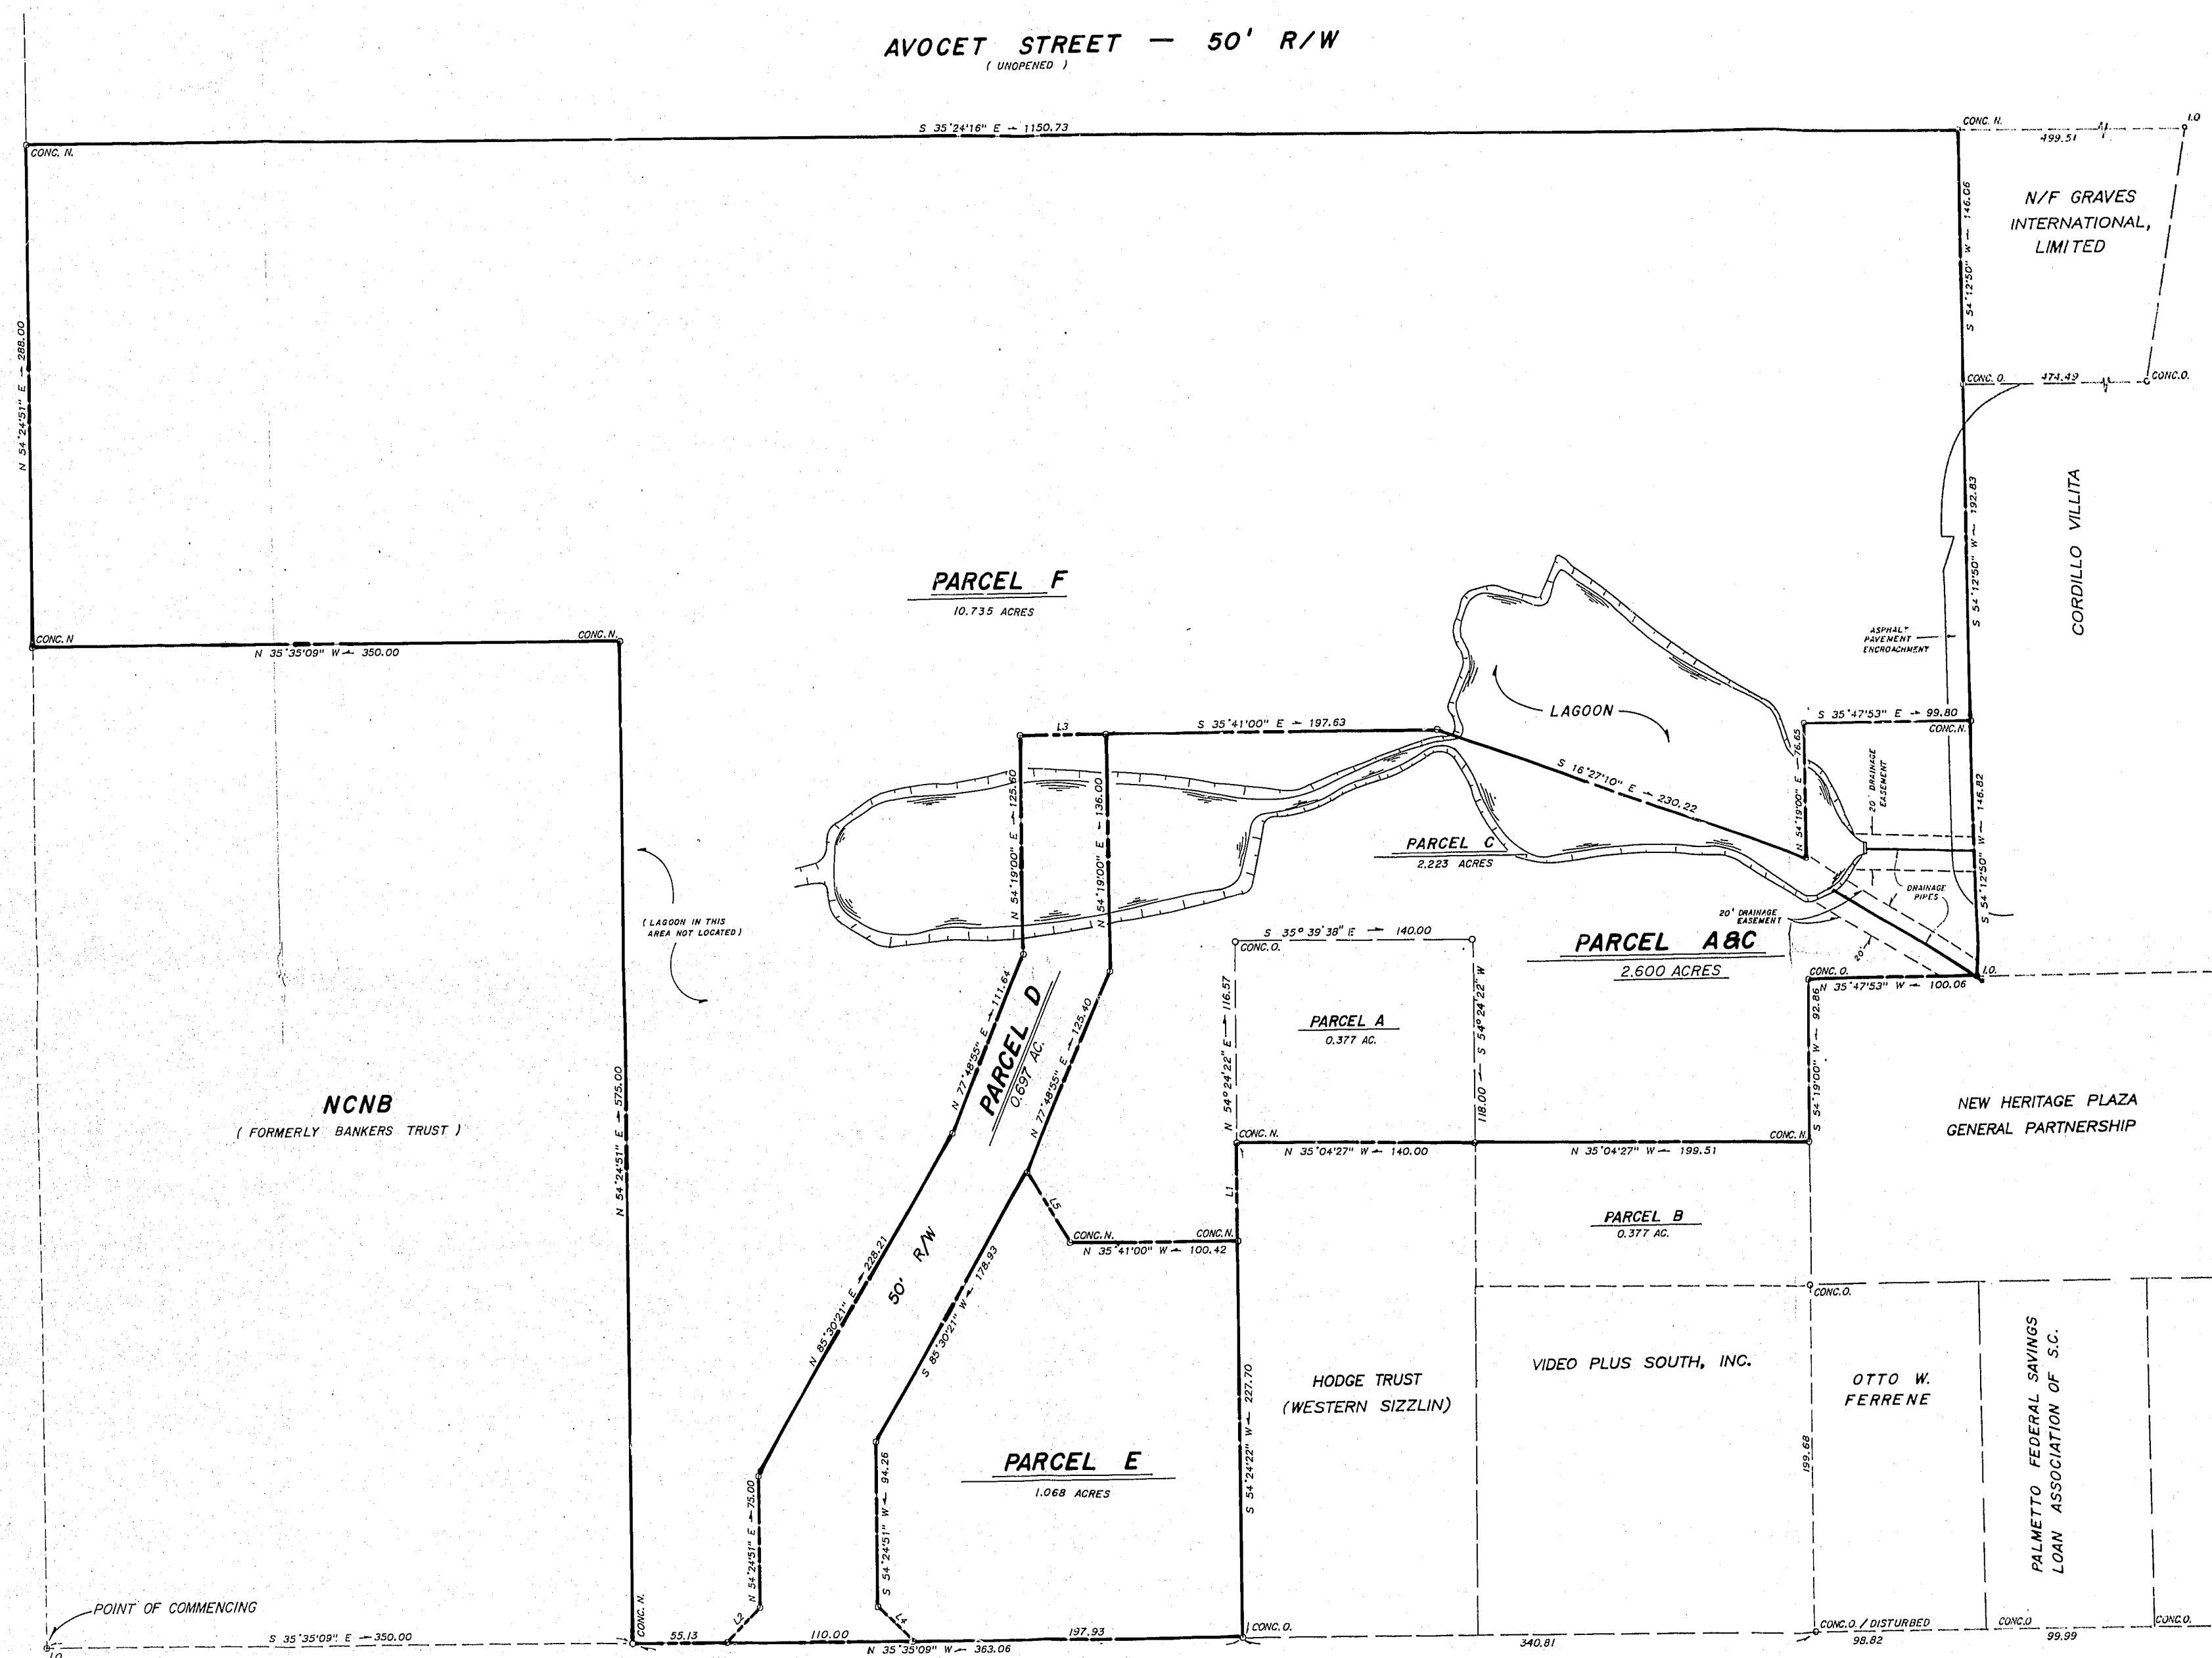 AVOCET STREET — 50' R/W
( UNOPENED )
S 35°24'16" E → 1150.73
CONC. N.
CONC. N.
499.51
I.O
S 54°12'50" W → 146.06
N/F GRAVES
INTERNATIONAL,
LIMITED
N 54°24'51" E → 288.00
CONC. O.
474.49
CONC.O.
S 54°12'50" W → 192.83
CORDILLO VILLITA
PARCEL F
10.735 ACRES
ASPHALT
PAVEMENT
ENCROACHMENT
CONC. N
CONC. N.
N 35°35'09" W → 350.00
LAGOON
L3
S 35°41'00" E → 197.63
S 35°47'53" E → 99.80
CONC.N.
N 54°19'00" E → 125.60
N 54°19'00" E → 136.00
S 16°27'10" E → 230.22
N 54°19'00" E → 76.65
20' DRAINAGE
EASEMENT
S 54°12'50" W → 146.82
PARCEL C
2.223 ACRES
DRAINAGE
PIPES
20' DRAINAGE
EASEMENT
20'
( LAGOON IN THIS
AREA NOT LOCATED )
S 35°39'38" E → 140.00
CONC.O.
PARCEL A&C
2.600 ACRES
CONC. O.
I.O.
N 35°47'53" W → 100.06
N 77°48'55" E → 111.64
PARCEL D
0.697 AC.
N 77°48'55" E → 125.40
N 54°24'22" E → 116.57
PARCEL A
0.377 AC.
118.00 → S 54°24'22" W
S 54°19'00" W → 92.86
NCNB
( FORMERLY BANKERS TRUST )
N 54°24'51" E → 575.00
NEW HERITAGE PLAZA
GENERAL PARTNERSHIP
CONC. N.
CONC. N.
N 35°04'27" W → 140.00
N 35°04'27" W → 199.51
L1
L5
CONC.N.
CONC.N.
N 35°41'00" W → 100.42
PARCEL B
0.377 AC.
N 85°30'21" E → 228.21
50' R/W
S 85°30'21" W → 178.93
CONC.O.
HODGE TRUST
(WESTERN SIZZLIN)
VIDEO PLUS SOUTH, INC.
OTTO W.
FERRENE
PALMETTO FEDERAL SAVINGS
LOAN ASSOCIATION OF S.C.
S 54°24'22" W → 227.70
199.68
PARCEL E
1.068 ACRES
N 54°24'51" E → 75.00
S 54°24'51" W → 94.26
POINT OF COMMENCING
CONC. N.
L2
L4
I.O
S 35°35'09" E → 350.00
55.13
110.00
197.93
N 35°35'09" W → 363.06
CONC.O.
340.81
CONC.O. / DISTURBED
98.82
CONC.O
99.99
CONC.O.